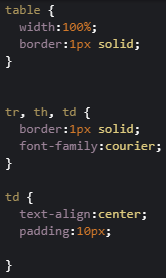 table {
  width:100%;
  border:1px solid;
}

tr, th, td {
  border:1px solid;
  font-family:courier;
}

td {
  text-align:center;
  padding:10px;

}